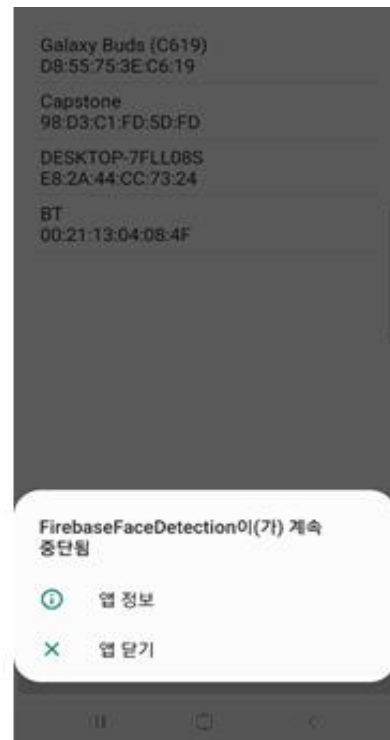 Galaxy Buds (C619)
D8:55:75:3E:C6:19
Capstone
98:D3:C1:FD:5D:FD
DESKTOP-7FLL08S
E8:2A:44:CC:73:24
BT
00:21:13:04:08:4F
FirebaseFaceDetection이(가) 계속
중단됨
앱 정보
앱 닫기